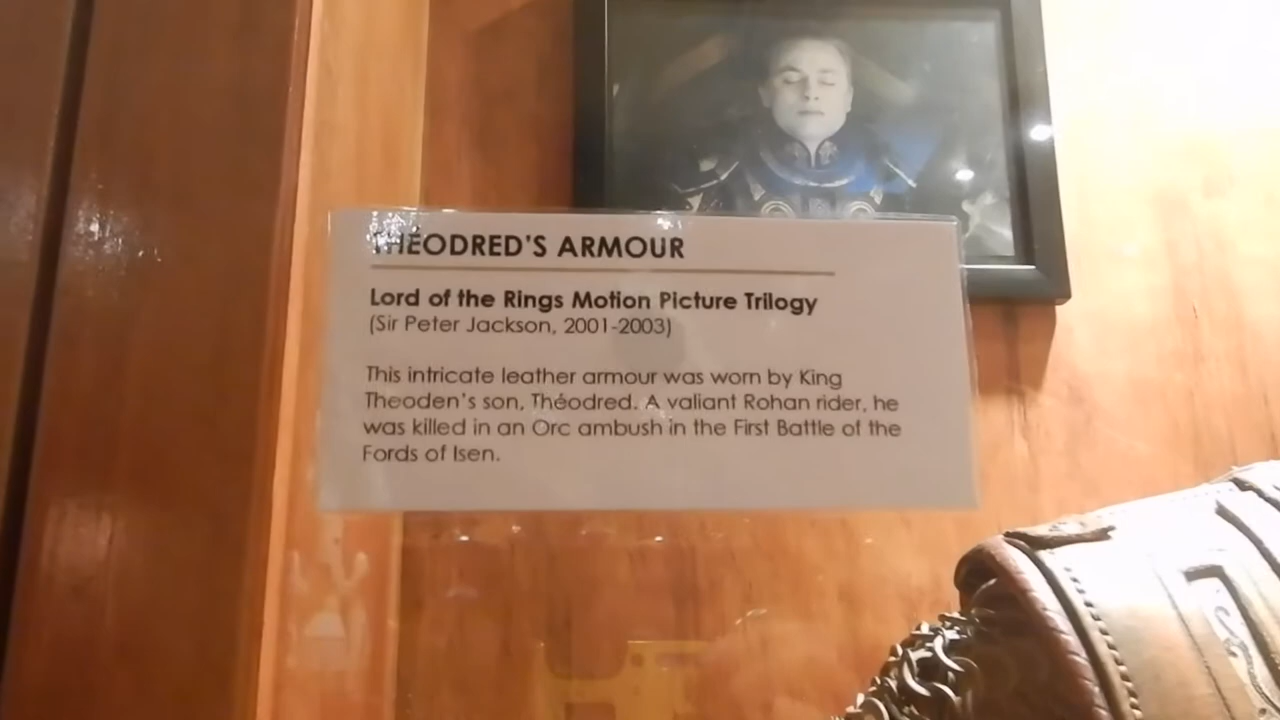 THÉODRED'S ARMOUR
Lord of the Rings Motion Picture Trilogy
(Sir Peter Jackson, 2001-2003)
This intricate leather armour was worn by King
Theoden's son, Théodred. A valiant Rohan rider, he
was killed in an Orc ambush in the First Battle of the
Fords of Isen.